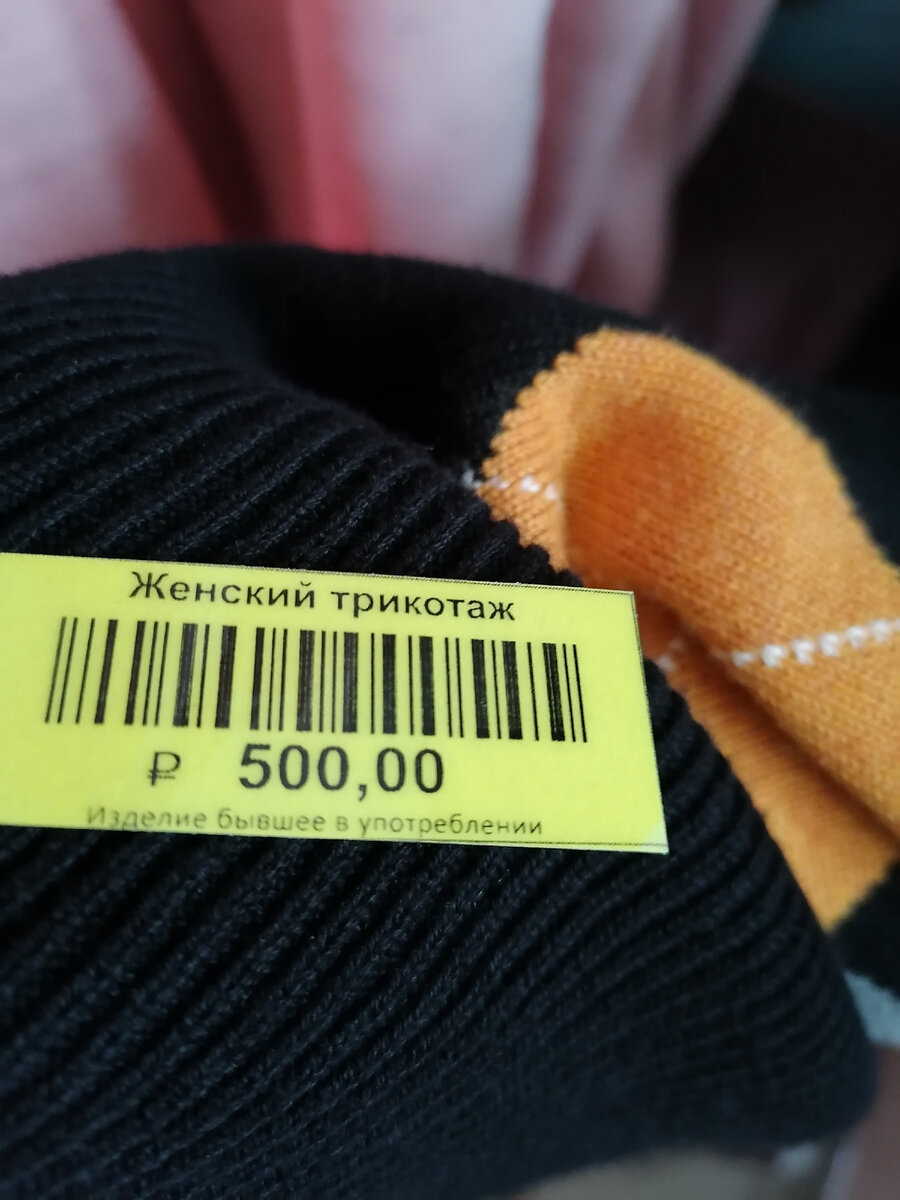 Женский трикотаж
₽ 500,00
Изделие бывшее в употреблении